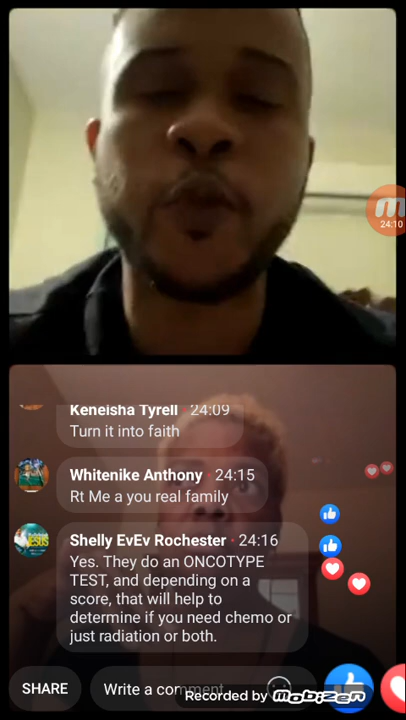 24:10
Keneisha Tyrell 24:09
Turn it into faith
Whitenike Anthony · 24:15
Rt Me a you real family
Shelly EvEv Rochester · 24:16
Yes. They do an ONCOTYPE
TEST, and depending on a
score, that will help to
determine if you need chemo or
just radiation or both.
SHARE
Write a comment
Recorded by mobizen